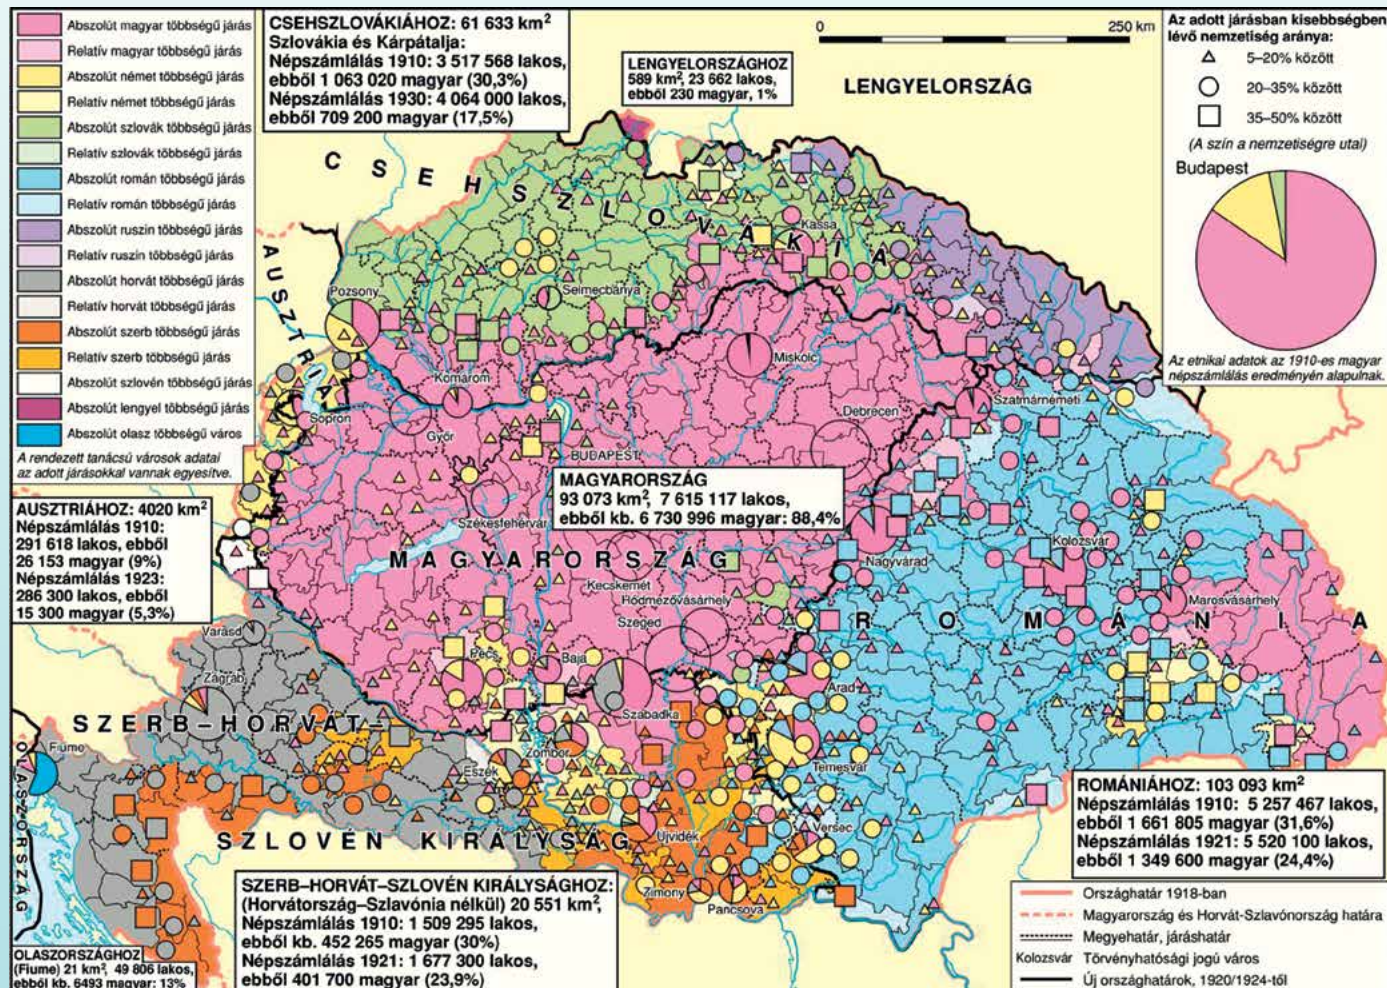 Abszolút magyar többségű járás
Relatív magyar többségű járás
Abszolút német többségű járás
Relatív német többségű járás
Abszolút szlovák többségű járás
Relatív szlovák többségű járás
Abszolút román többségű járás
Relatív román többségű járás
Abszolút ruszin többségű járás
Relatív ruszin többségű járás
Abszolút horvát többségű járás
Relatív horvát többségű járás
Abszolút szerb többségű járás
Relatív szerb többségű járás
Abszolút szlovén többségű járás
Abszolút lengyel többségű járás
Abszolút olasz többségű város
A rendezett tanácsú városok adatai
az adott járásokkal vannak egyesítve.
CSEHSZLOVÁKIÁHOZ: 61 633 km²
Szlovákia és Kárpátalja:
Népszámlálás 1910: 3 517 568 lakos,
ebből 1 063 020 magyar (30,3%)
Népszámlálás 1930: 4 064 000 lakos,
ebből 709 200 magyar (17,5%)
LENGYELORSZÁGHOZ
589 km², 23 662 lakos,
ebből 230 magyar, 1%
0 250 km
LENGYELORSZÁG
Az adott járásban kisebbségben
lévő nemzetiség aránya:
5–20% között
20–35% között
35–50% között
(A szín a nemzetiségre utal)
Budapest
Az etnikai adatok az 1910-es magyar
népszámlálás eredményén alapulnak.
CSEHSZLOVÁKIA
AUSZTRIA
Kassa
Pozsony
Selmecbánya
Miskolc
Komárom
Sopron
Győr
Debrecen
Szatmárnémeti
BUDAPEST
MAGYARORSZÁG
93 073 km², 7 615 117 lakos,
ebből kb. 6 730 996 magyar: 88,4%
Székesfehérvár
AUSZTRIÁHOZ: 4020 km²
Népszámlálás 1910:
291 618 lakos, ebből
26 153 magyar (9%)
Népszámlálás 1923:
286 300 lakos, ebből
15 300 magyar (5,3%)
MAGYARORSZÁG
Nagyvárad
Kolozsvár
Kecskemét
Hódmezővásárhely
Szeged
Marosvásárhely
ROMÁNIA
Varasd
Pécs
Baja
Zágráb
Arad
Szabadka
SZERB–HORVÁT–
Fiume
Eszék
Zombor
Temesvár
OLASZORSZÁG
SZLOVÉN KIRÁLYSÁG
Újvidék
Versec
Zimony
Pancsova
ROMÁNIÁHOZ: 103 093 km²
Népszámlálás 1910: 5 257 467 lakos,
ebből 1 661 805 magyar (31,6%)
Népszámlálás 1921: 5 520 100 lakos,
ebből 1 349 600 magyar (24,4%)
SZERB–HORVÁT–SZLOVÉN KIRÁLYSÁGHOZ:
(Horvátország–Szlavónia nélkül) 20 551 km²,
Népszámlálás 1910: 1 509 295 lakos,
ebből kb. 452 265 magyar (30%)
Népszámlálás 1921: 1 677 300 lakos,
ebből 401 700 magyar (23,9%)
OLASZORSZÁGHOZ
(Fiume) 21 km², 49 806 lakos,
ebből kb. 6493 magyar: 13%
Országhatár 1918-ban
Magyarország és Horvát-Szlavónország határa
Megyehatár, járáshatár
Kolozsvár Törvényhatósági jogú város
Új országhatárok, 1920/1924-től